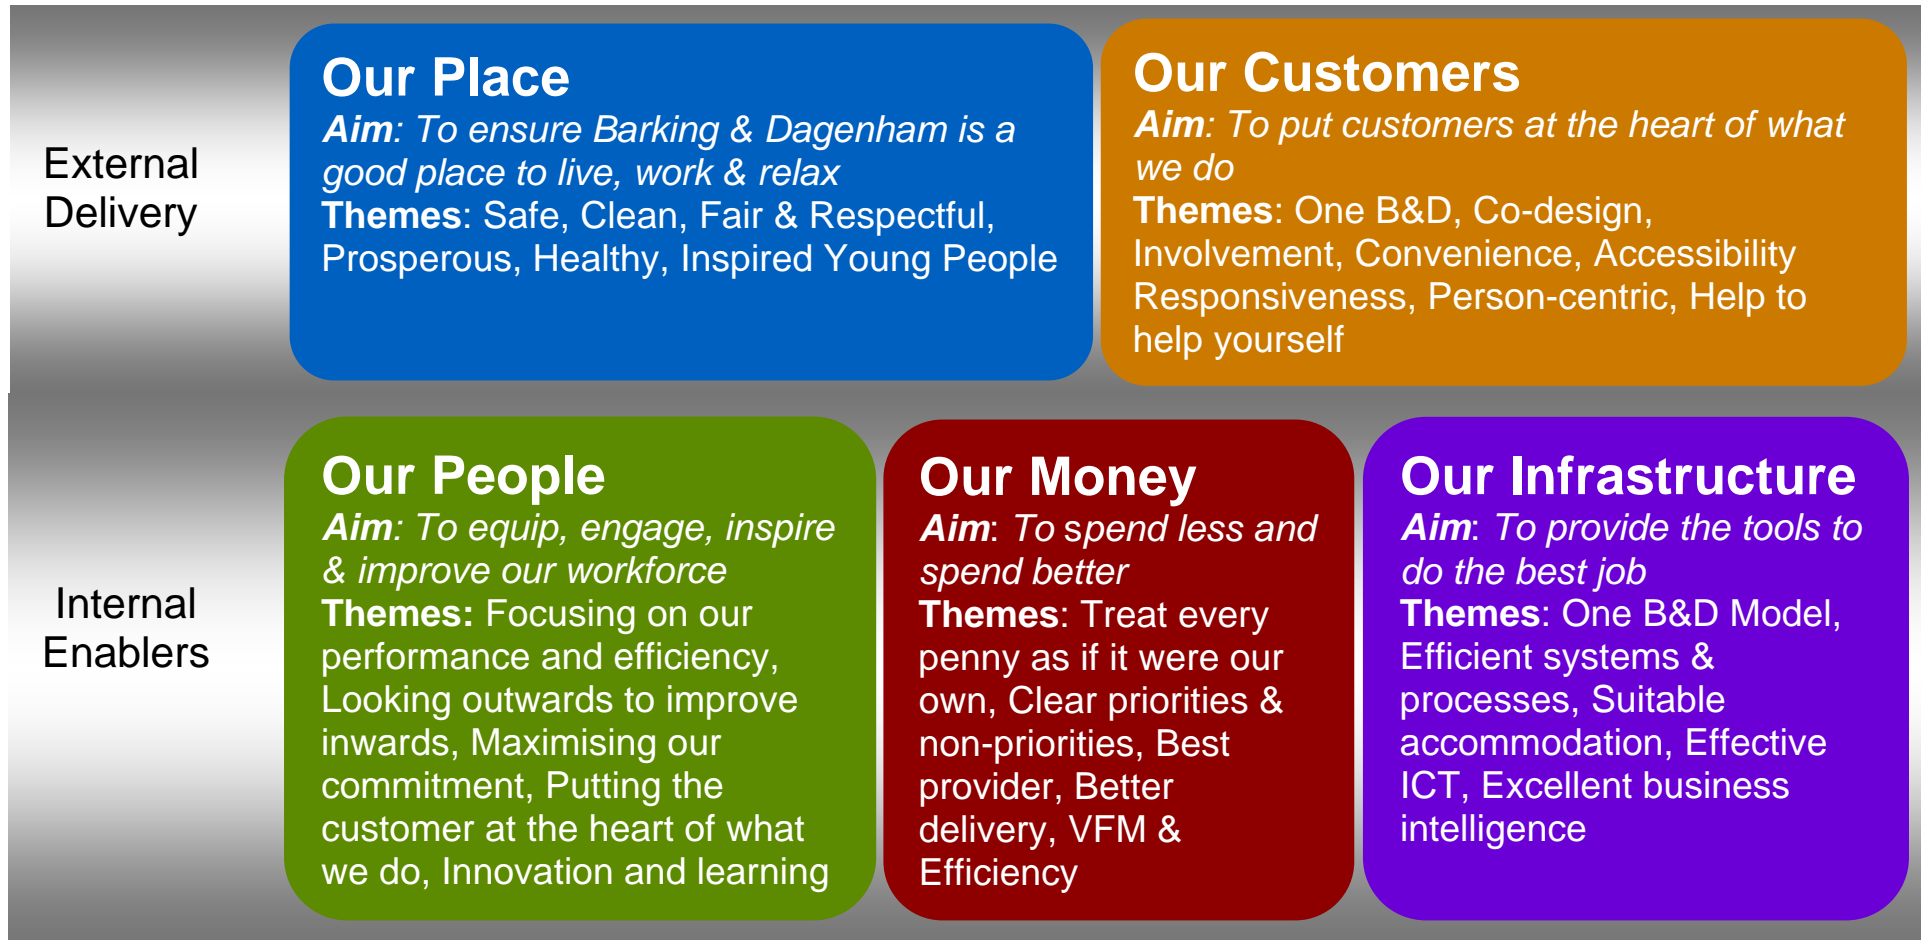 External
Delivery
Our Place
Aim: To ensure Barking & Dagenham is a
good place to live, work & relax
Themes: Safe, Clean, Fair & Respectful,
Prosperous, Healthy, Inspired Young People
Our Customers
Aim: To put customers at the heart of what
we do
Themes: One B&D, Co-design,
Involvement, Convenience, Accessibility
Responsiveness, Person-centric, Help to
help yourself
Internal
Enablers
Our People
Aim: To equip, engage, inspire
& improve our workforce
Themes: Focusing on our
performance and efficiency,
Looking outwards to improve
inwards, Maximising our
commitment, Putting the
customer at the heart of what
we do, Innovation and learning
Our Money
Aim: To spend less and
spend better
Themes: Treat every
penny as if it were our
own, Clear priorities &
non-priorities, Best
provider, Better
delivery, VFM &
Efficiency
Our Infrastructure
Aim: To provide the tools to
do the best job
Themes: One B&D Model,
Efficient systems &
processes, Suitable
accommodation, Effective
ICT, Excellent business
intelligence